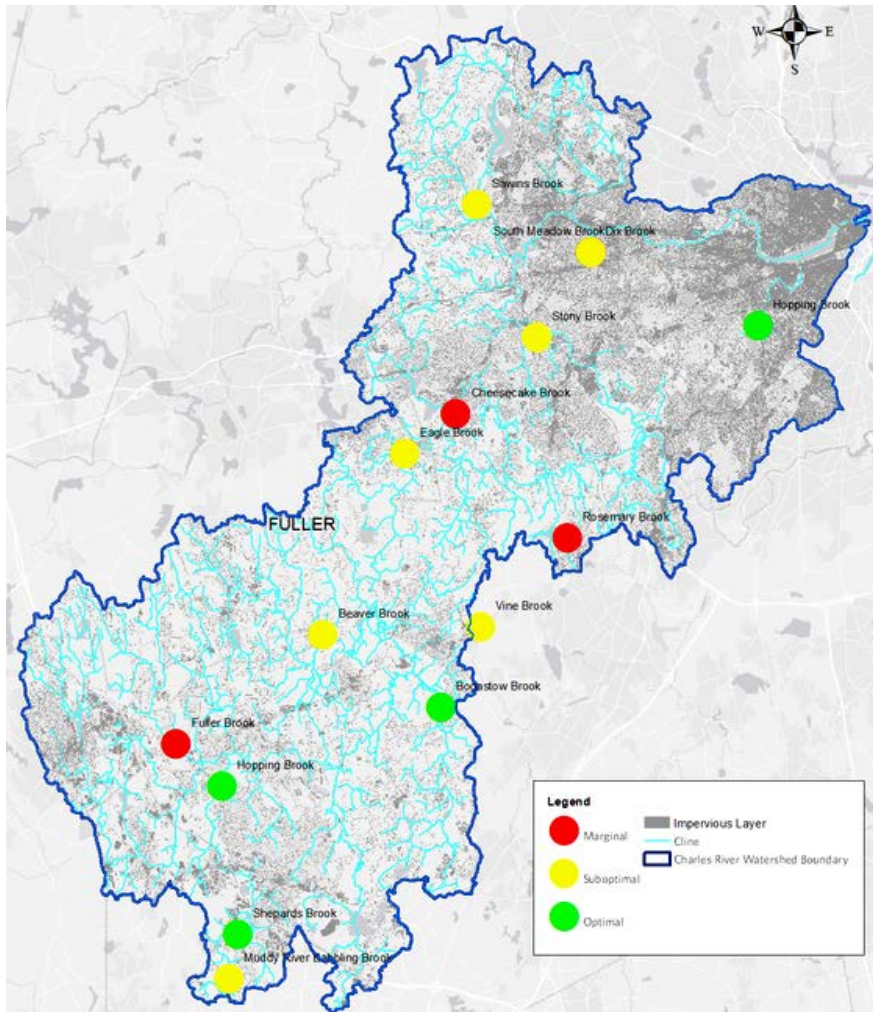 W
E
S
Sawins Brook
South Meadow BrookDix Brook
Hopping Brook
Stony Brook
Cheesecake Brook
Eagle Brook
FULLER
Rosemary Brook
Vine Brook
Beaver Brook
Bogastow Brook
Fuller Brook
Hopping Brook
Legend
Marginal
Suboptimal
Optimal
Impervious Layer
Cline
Charles River Watershed Boundary
Shepards Brook
Muddy River Babbling Brook